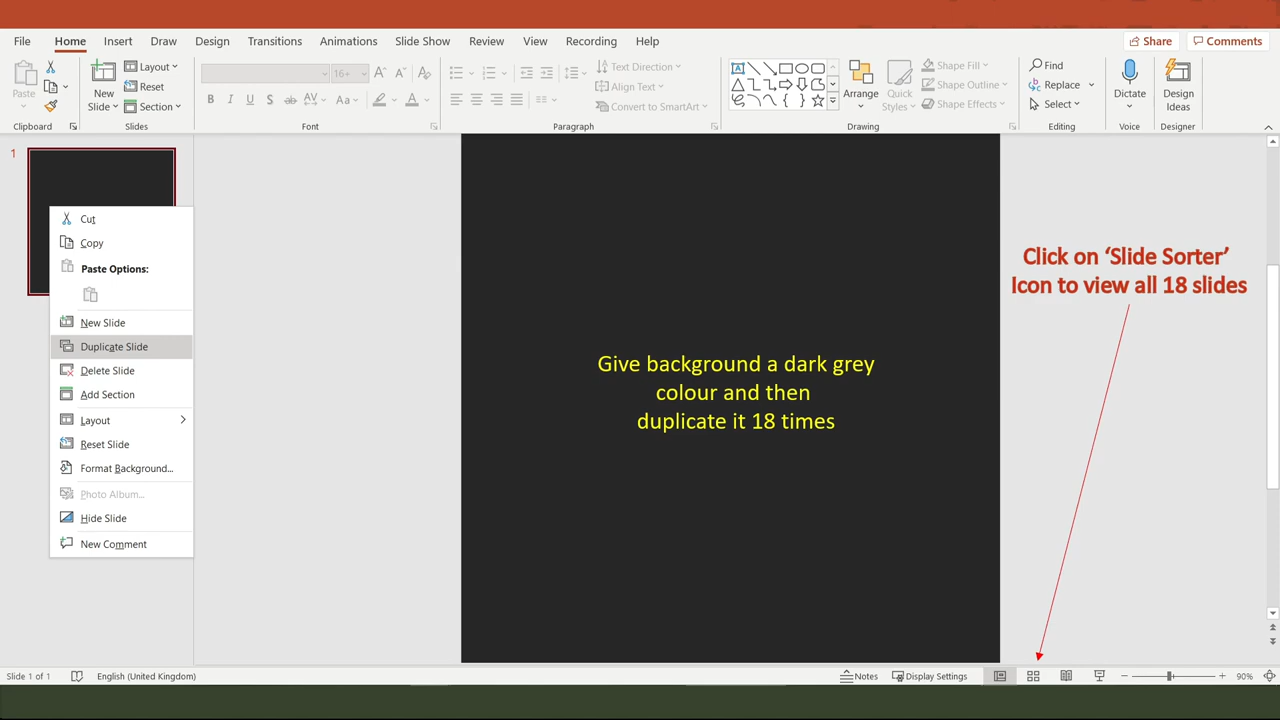 File Home Insert Draw Design Transitions Animations Slide Show Review View Recording Help Share Comments
Paste
Clipboard
New
Slide
Layout
Reset
Section
Slides
16+
B I U S ab AV Aa A
Font
Text Direction
Align Text
Convert to SmartArt
Paragraph
Arrange
Quick
Styles
Shape Fill
Shape Outline
Shape Effects
Drawing
Find
Replace
Select
Editing
Dictate
Voice
Design
Ideas
Designer
1
Cut
Copy
Paste Options:
New Slide
Duplicate Slide
Delete Slide
Add Section
Layout
Reset Slide
Format Background...
Photo Album...
Hide Slide
New Comment
Give background a dark grey
colour and then
duplicate it 18 times
Click on ‘Slide Sorter’
Icon to view all 18 slides
Slide 1 of 1 English (United Kingdom) Notes Display Settings 90%